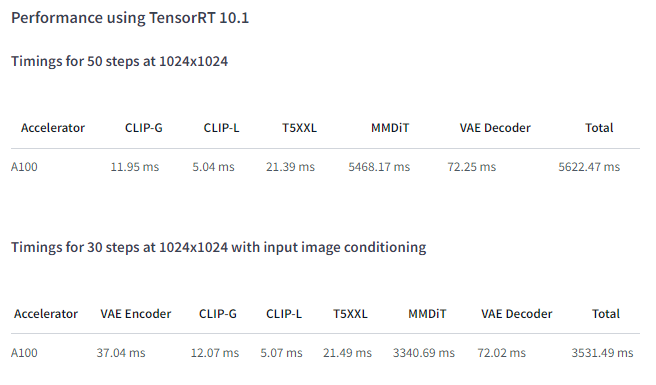 Performance using TensorRT 10.1
Timings for 50 steps at 1024x1024
Accelerator CLIP-G CLIP-L T5XXL MMDiT VAE Decoder Total
A100 11.95 ms 5.04 ms 21.39 ms 5468.17 ms 72.25 ms 5622.47 ms
Timings for 30 steps at 1024x1024 with input image conditioning
Accelerator VAE Encoder CLIP-G CLIP-L T5XXL MMDiT VAE Decoder Total
A100 37.04 ms 12.07 ms 5.07 ms 21.49 ms 3340.69 ms 72.02 ms 3531.49 ms